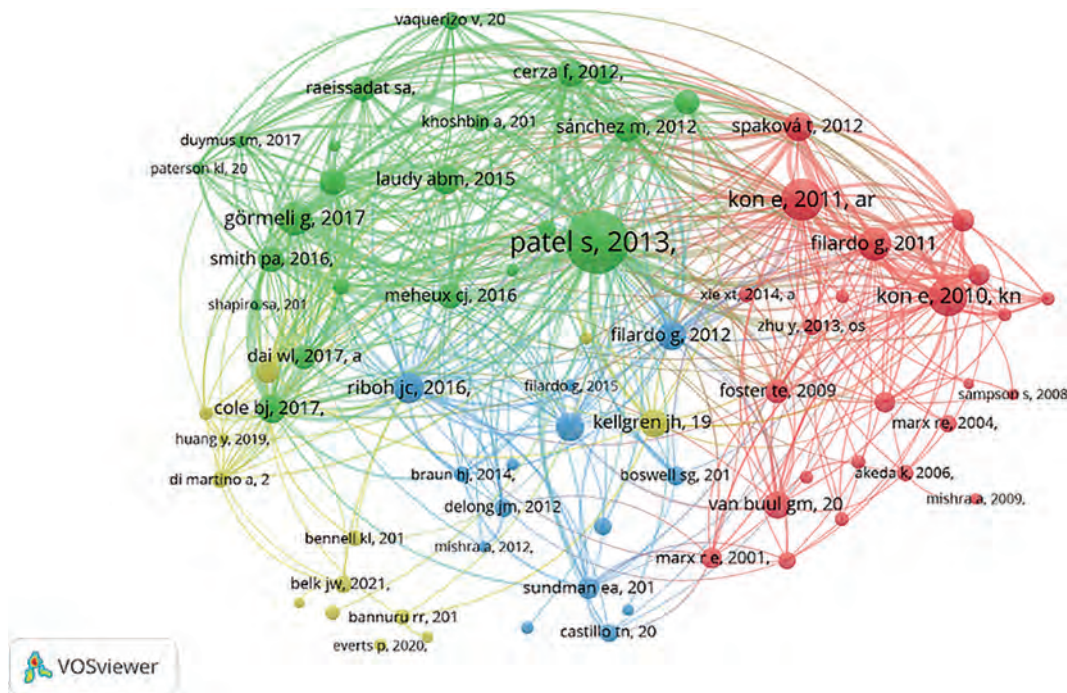 vaquerizo v, 20
cerza f, 2012,
raeissadat sa,
khoshbin a, 201
sánchez m, 2012
spaková t, 2012
duymus tm, 2017
paterson kl, 20
laudy abm, 2015
kon e, 2011, ar
görmeli g, 2017
patel s, 2013,
filardo g, 2011
smith pa, 2016,
meheux cj, 2016
xie xt, 2014, a
kon e, 2010, kn
shapiro sa, 201
zhu y, 2013, os
filardo g, 2012
dai wl, 2017, a
riboh jc, 2016,
filardo g, 2015
foster te, 2009
sampson s, 2008
cole bj, 2017,
kellgren jh, 19
marx re, 2004,
huang y, 2019,
di martino a, 2
braun hj, 2014,
boswell sg, 201
akeda k, 2006,
mishra a, 2009,
delong jm, 2012
van buul gm, 20
bennell kl, 201
mishra a, 2012,
marx r e, 2001,
belk jw, 2021,
sundman ea, 201
bannuru rr, 201
castillo tn, 20
everts p, 2020,
VOSviewer